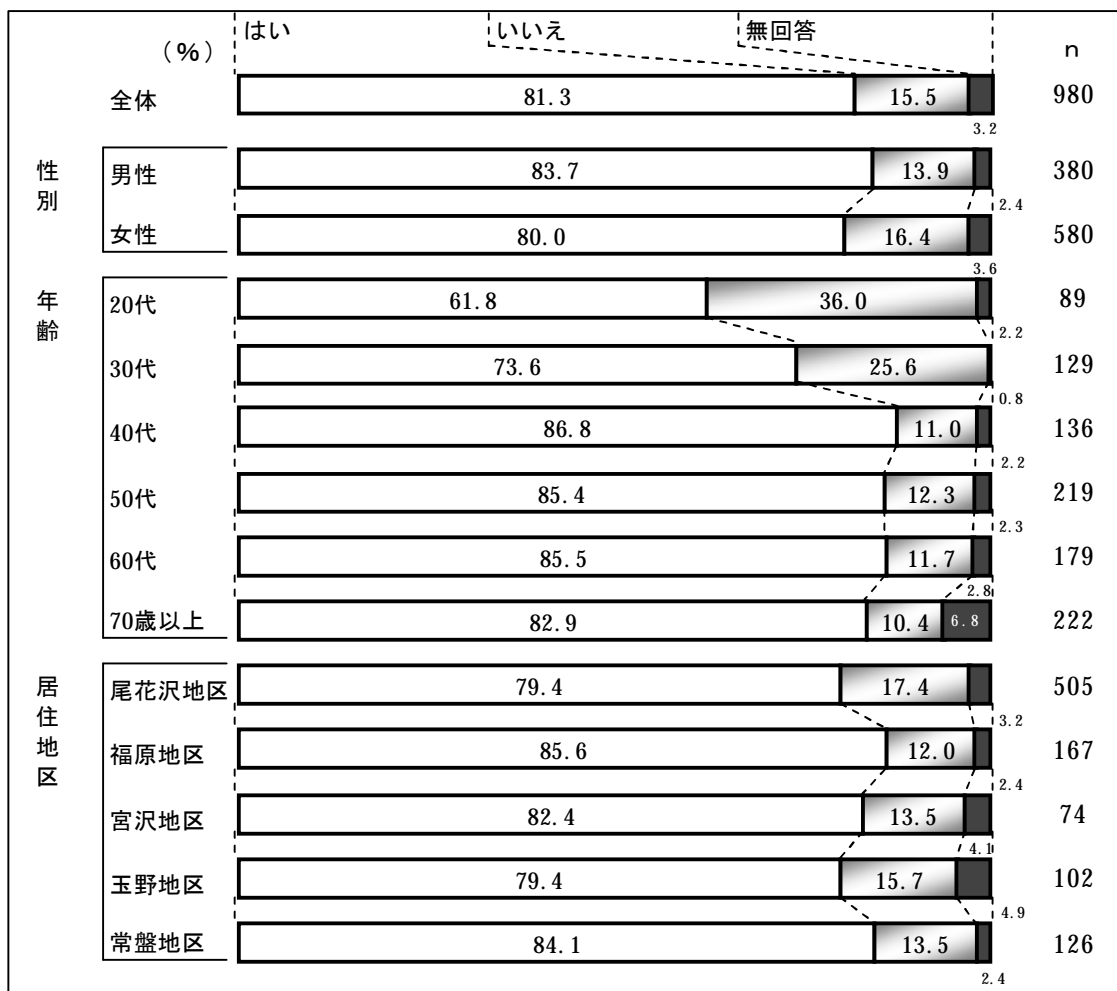 はい いいえ 無回答
(%) n
全体 81.3 15.5 3.2 980
性別
男性 83.7 13.9 2.4 380
女性 80.0 16.4 3.6 580
年齢
20代 61.8 36.0 2.2 89
30代 73.6 25.6 0.8 129
40代 86.8 11.0 2.2 136
50代 85.4 12.3 2.3 219
60代 85.5 11.7 2.8 179
70歳以上 82.9 10.4 6.8 222
居住地区
尾花沢地区 79.4 17.4 3.2 505
福原地区 85.6 12.0 2.4 167
宮沢地区 82.4 13.5 4.1 74
玉野地区 79.4 15.7 4.9 102
常盤地区 84.1 13.5 2.4 126